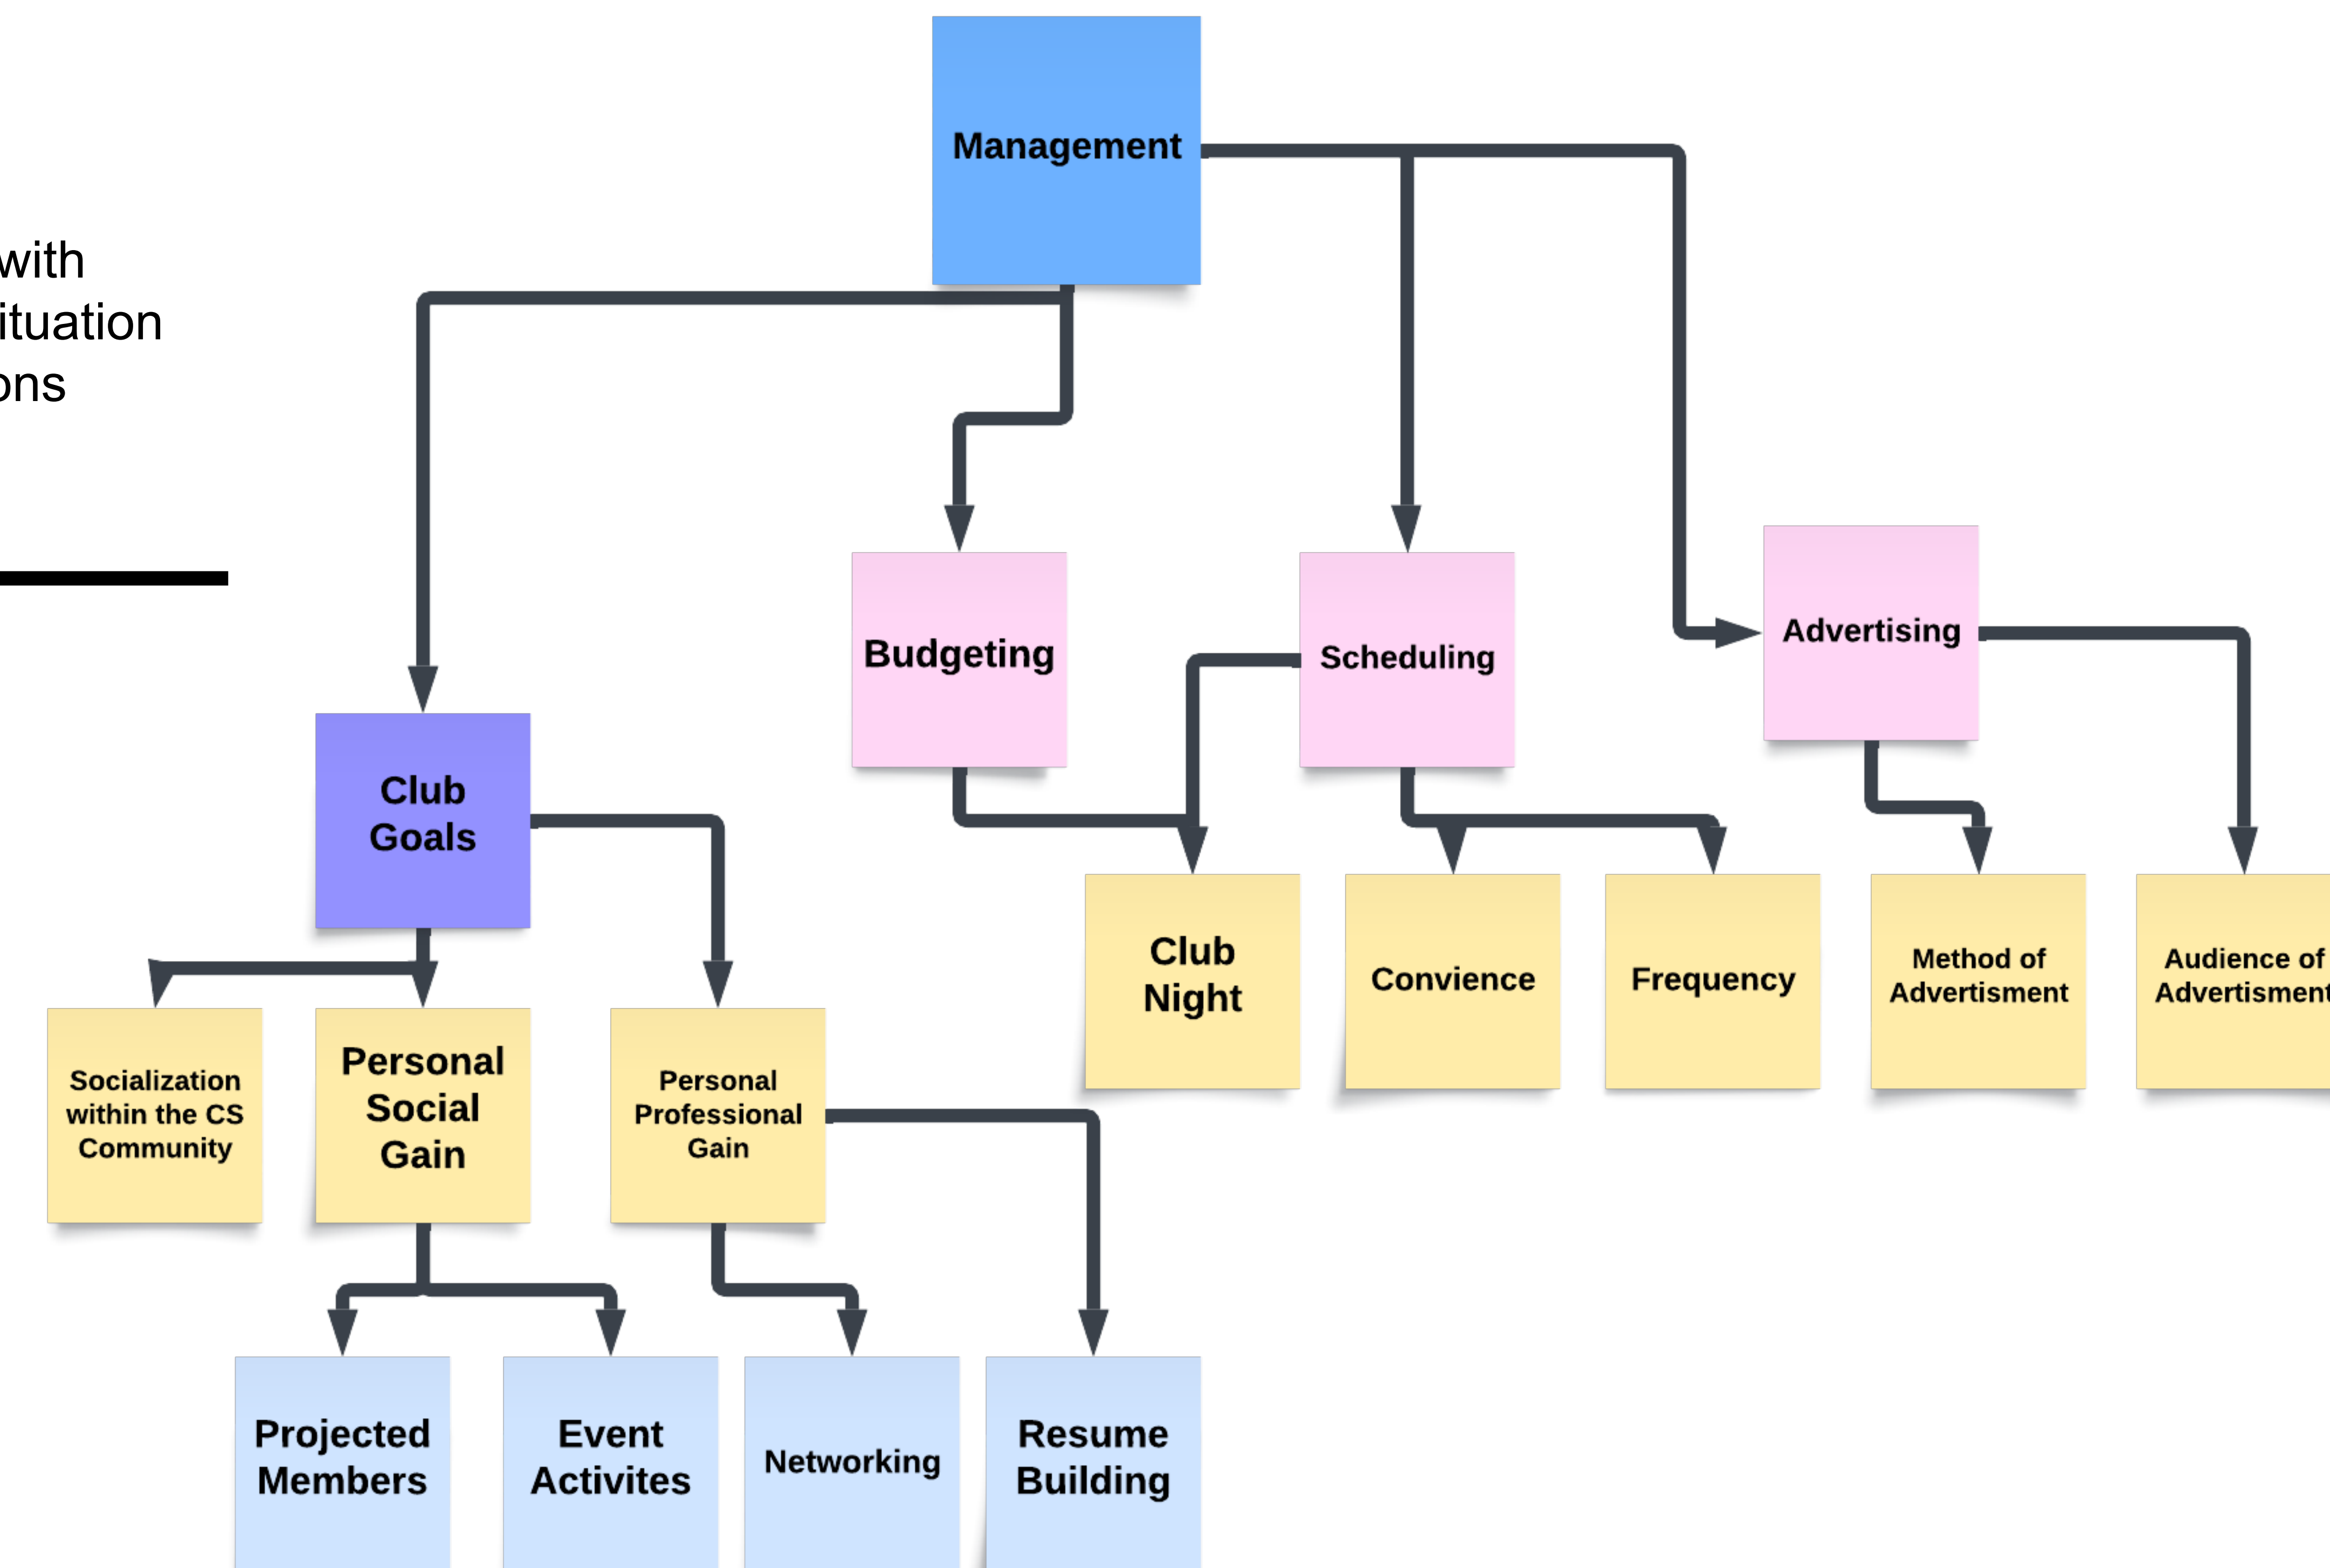 Management
with
ituation
ons
Budgeting
Scheduling
Advertising
Club
Goals
Club
Night
Convience
Frequency
Method of
Advertisment
Audience of
Advertisment
Socialization
within the CS
Community
Personal
Social
Gain
Personal
Professional
Gain
Projected
Members
Event
Activites
Networking
Resume
Building